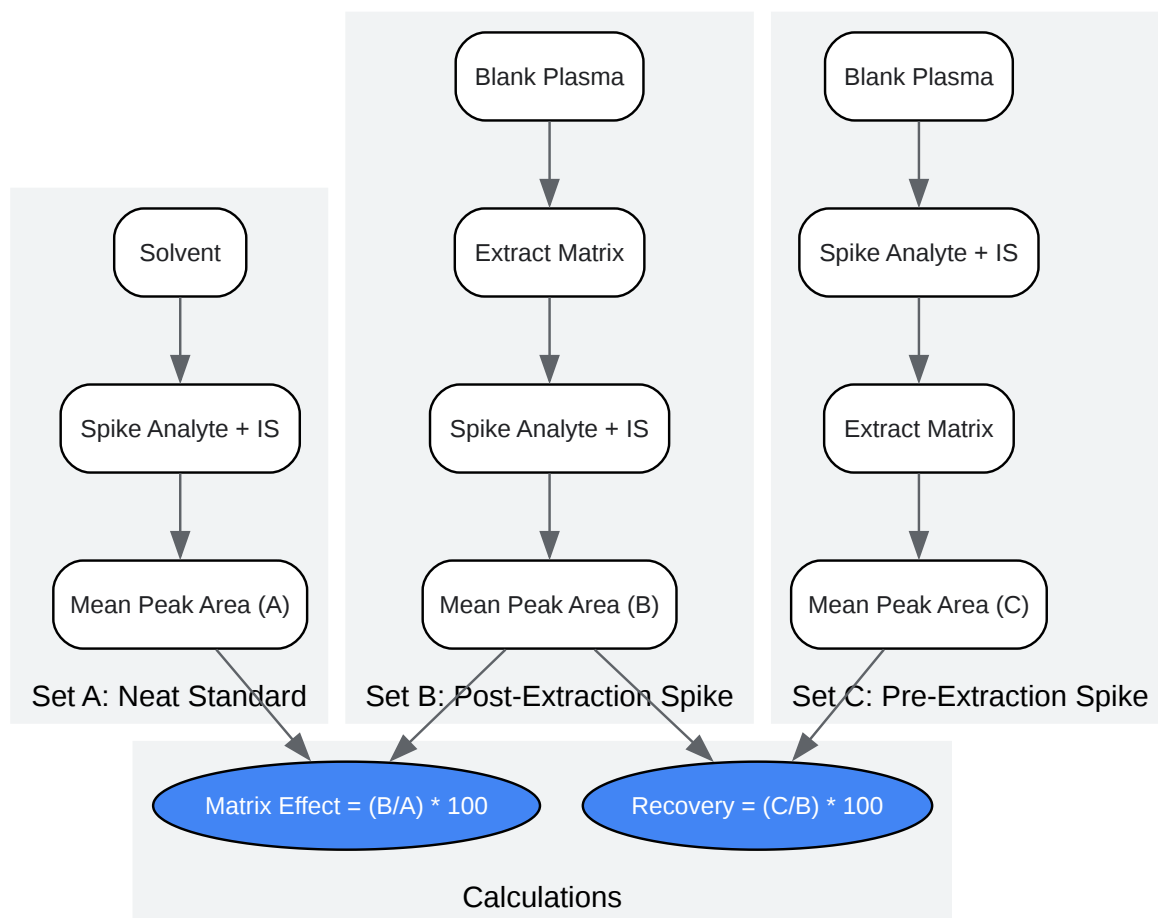 Solvent
Spike Analyte + IS
Mean Peak Area (A)
Set A: Neat Standard
Blank Plasma
Extract Matrix
Spike Analyte + IS
Mean Peak Area (B)
Set B: Post-Extraction Spike
Blank Plasma
Spike Analyte + IS
Extract Matrix
Mean Peak Area (C)
Set C: Pre-Extraction Spike
Matrix Effect = (B/A) * 100
Recovery = (C/B) * 100
Calculations